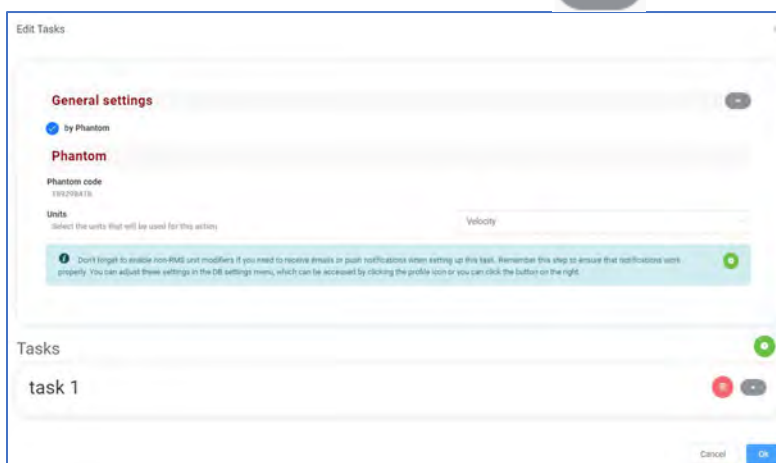 Edit Tasks
General settings
by Phantom
Phantom
Phantom code
Units
Select the units that will be used for this action
Velocity
Don't forget to enable non-RMS unit modifiers if you need to receive emails or push notifications when setting up this task. Remember this step to ensure that notifications work
properly. You can adjust these settings in the DB settings menu, which can be accessed by clicking the profile icon or you can click the button on the right.
Tasks
task 1
Cancel
Ok